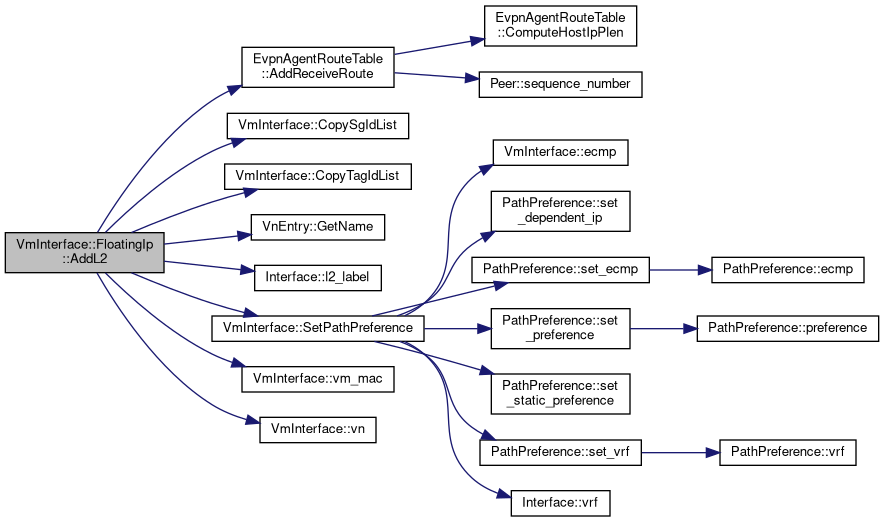 VmInterface::FloatingIp
::AddL2
EvpnAgentRouteTable
::AddReceiveRoute
EvpnAgentRouteTable
::ComputeHostIpPlen
Peer::sequence_number
VmInterface::CopySgIdList
VmInterface::CopyTagIdList
VnEntry::GetName
Interface::l2_label
VmInterface::SetPathPreference
VmInterface::vm_mac
VmInterface::vn
VmInterface::ecmp
PathPreference::set
_dependent_ip
PathPreference::set_ecmp
PathPreference::ecmp
PathPreference::set
_preference
PathPreference::preference
PathPreference::set
_static_preference
PathPreference::set_vrf
PathPreference::vrf
Interface::vrf